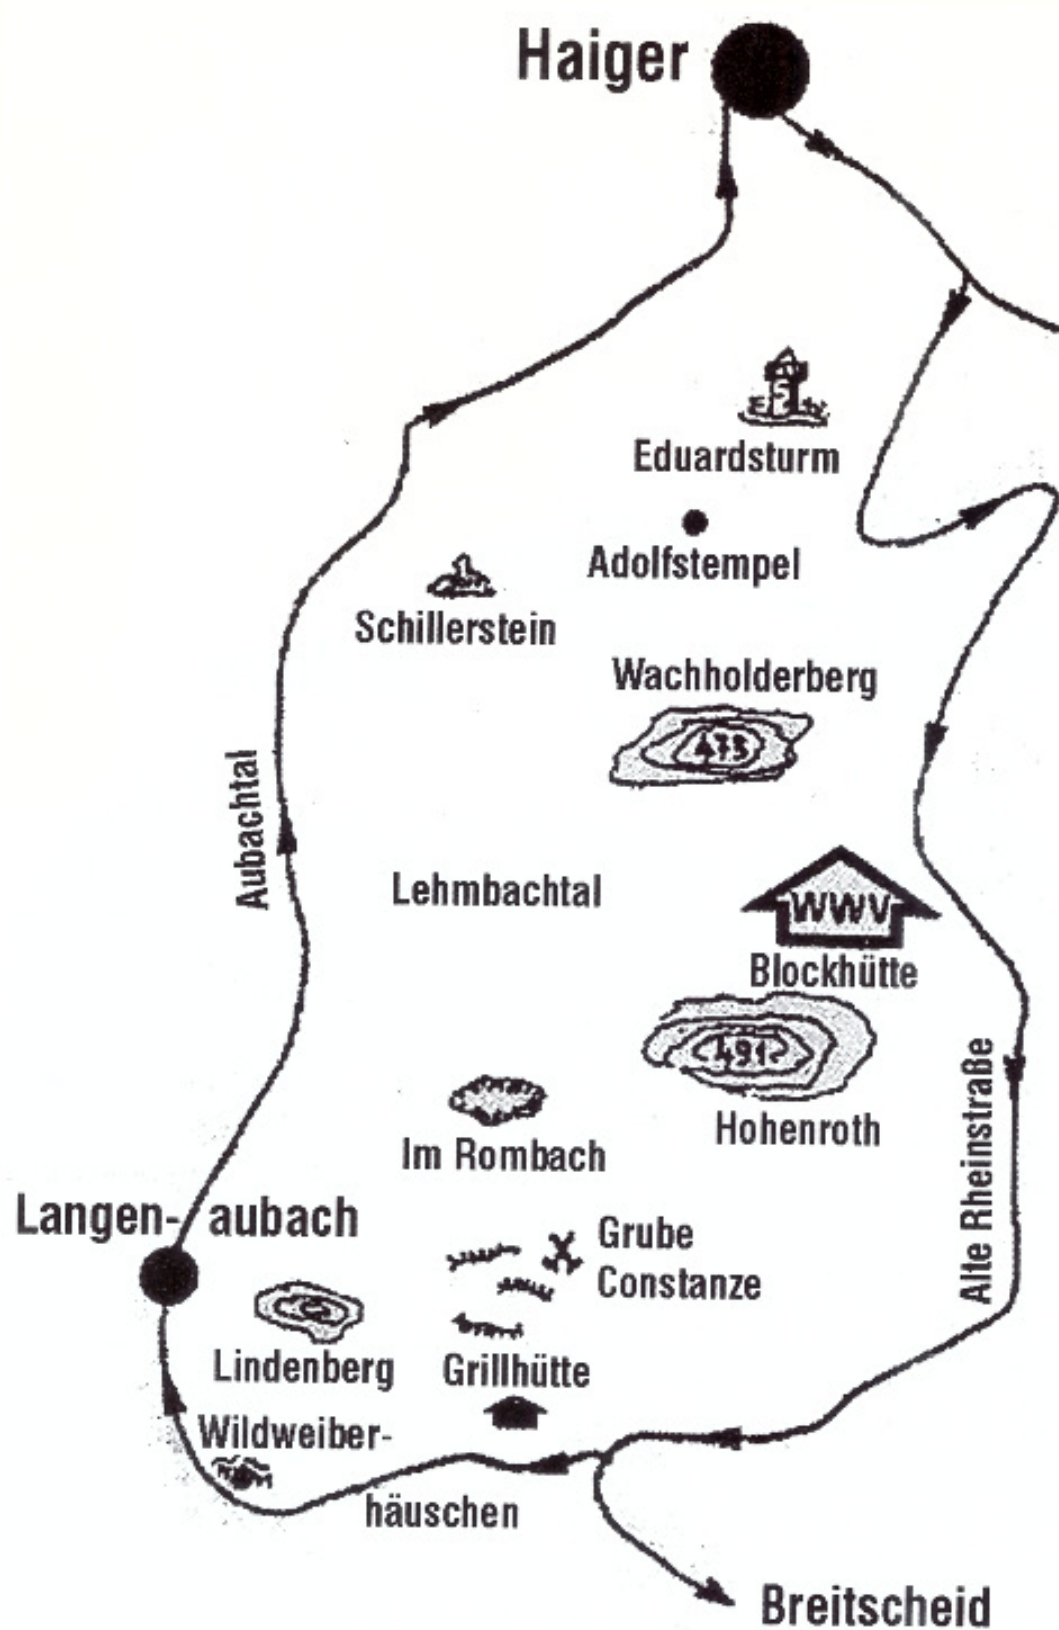 Haiger
Eduardsturm
Adolfstempel
Schillerstein
Wachholderberg
473
Aubachtal
Lehmbachtal
WWV
Blockhütte
491
Hohenroth
Im Rombach
Alte Rheinstraße
Langen- aubach
Grube
Constanze
Lindenberg
Grillhütte
Wildweiber-
häuschen
Breitscheid